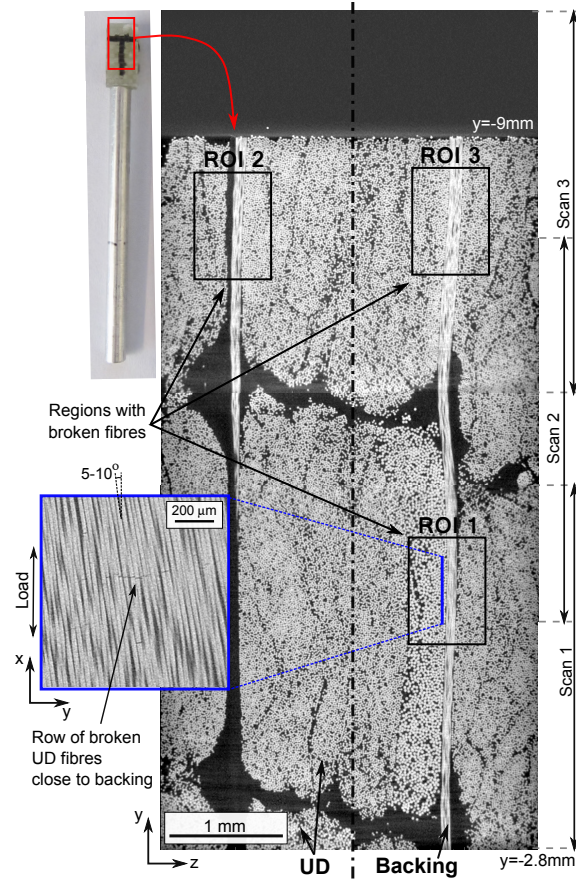 y=-9mm
ROI 2
ROI 3
Scan 3
Regions with
broken fibres
Scan 2
5-10°
200 μm
ROI 1
Load
x
y
Scan 1
Row of broken
UD fibres
close to backing
y
z
1 mm
UD
Backing
y=-2.8mm